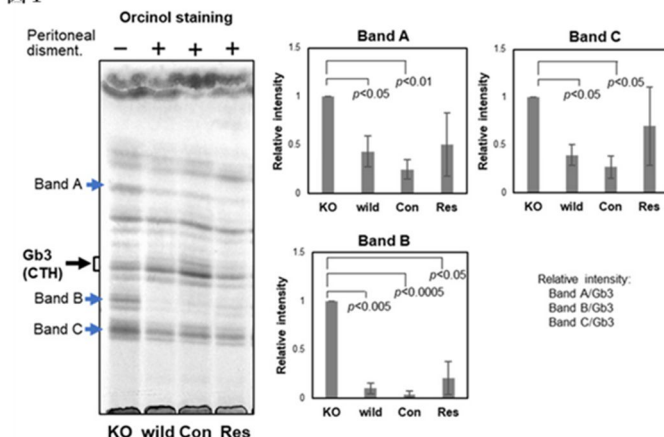 図1
Orcinol staining
Peritoneal
disment.
− + + +
Band A
Gb3
(CTH)
Band B
Band C
KO wild Con Res
Band A
Relative intensity
1.5
1
0.5
0
p<0.01
p<0.05
KO wild Con Res
Band C
Relative intensity
1.5
1
0.5
0
p<0.05
p<0.05
KO wild Con Res
Band B
Relative intensity
1.5
1
0.5
0
p<0.05
p<0.0005
p<0.005
KO wild Con Res
Relative intensity:
Band A/Gb3
Band B/Gb3
Band C/Gb3